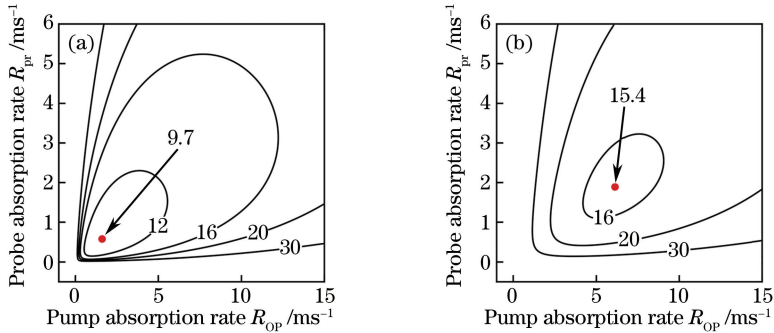 (a)
Probe absorption rate R_pr /ms⁻¹
6
5
4
3
2
1
0
9.7
12
16
20
30
0 5 10 15
Pump absorption rate R_OP /ms⁻¹
(b)
Probe absorption rate R_pr /ms⁻¹
6
5
4
3
2
1
0
15.4
16
20
30
0 5 10 15
Pump absorption rate R_OP /ms⁻¹